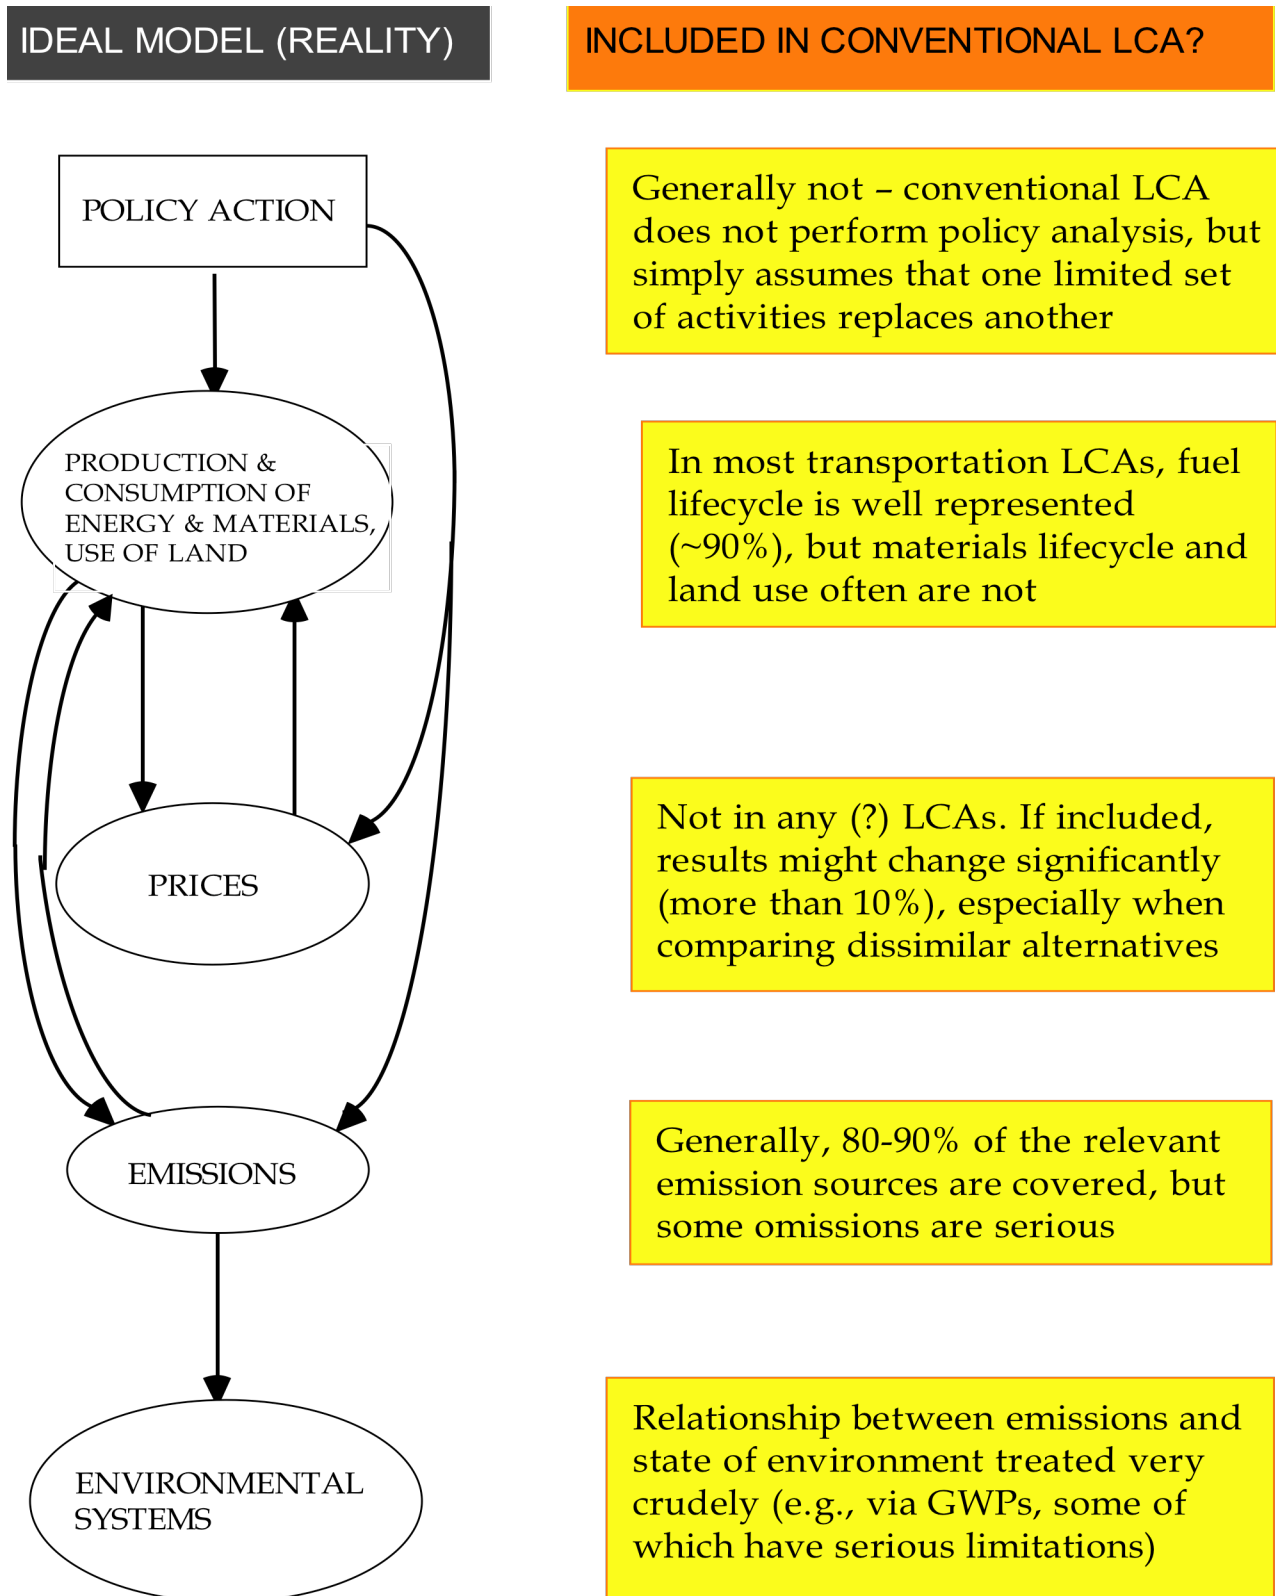 IDEAL MODEL (REALITY)
INCLUDED IN CONVENTIONAL LCA?
POLICY ACTION
Generally not – conventional LCA
does not perform policy analysis, but
simply assumes that one limited set
of activities replaces another
PRODUCTION &
CONSUMPTION OF
ENERGY & MATERIALS,
USE OF LAND
In most transportation LCAs, fuel
lifecycle is well represented
(~90%), but materials lifecycle and
land use often are not
PRICES
Not in any (?) LCAs. If included,
results might change significantly
(more than 10%), especially when
comparing dissimilar alternatives
EMISSIONS
Generally, 80-90% of the relevant
emission sources are covered, but
some omissions are serious
ENVIRONMENTAL
SYSTEMS
Relationship between emissions and
state of environment treated very
crudely (e.g., via GWPs, some of
which have serious limitations)